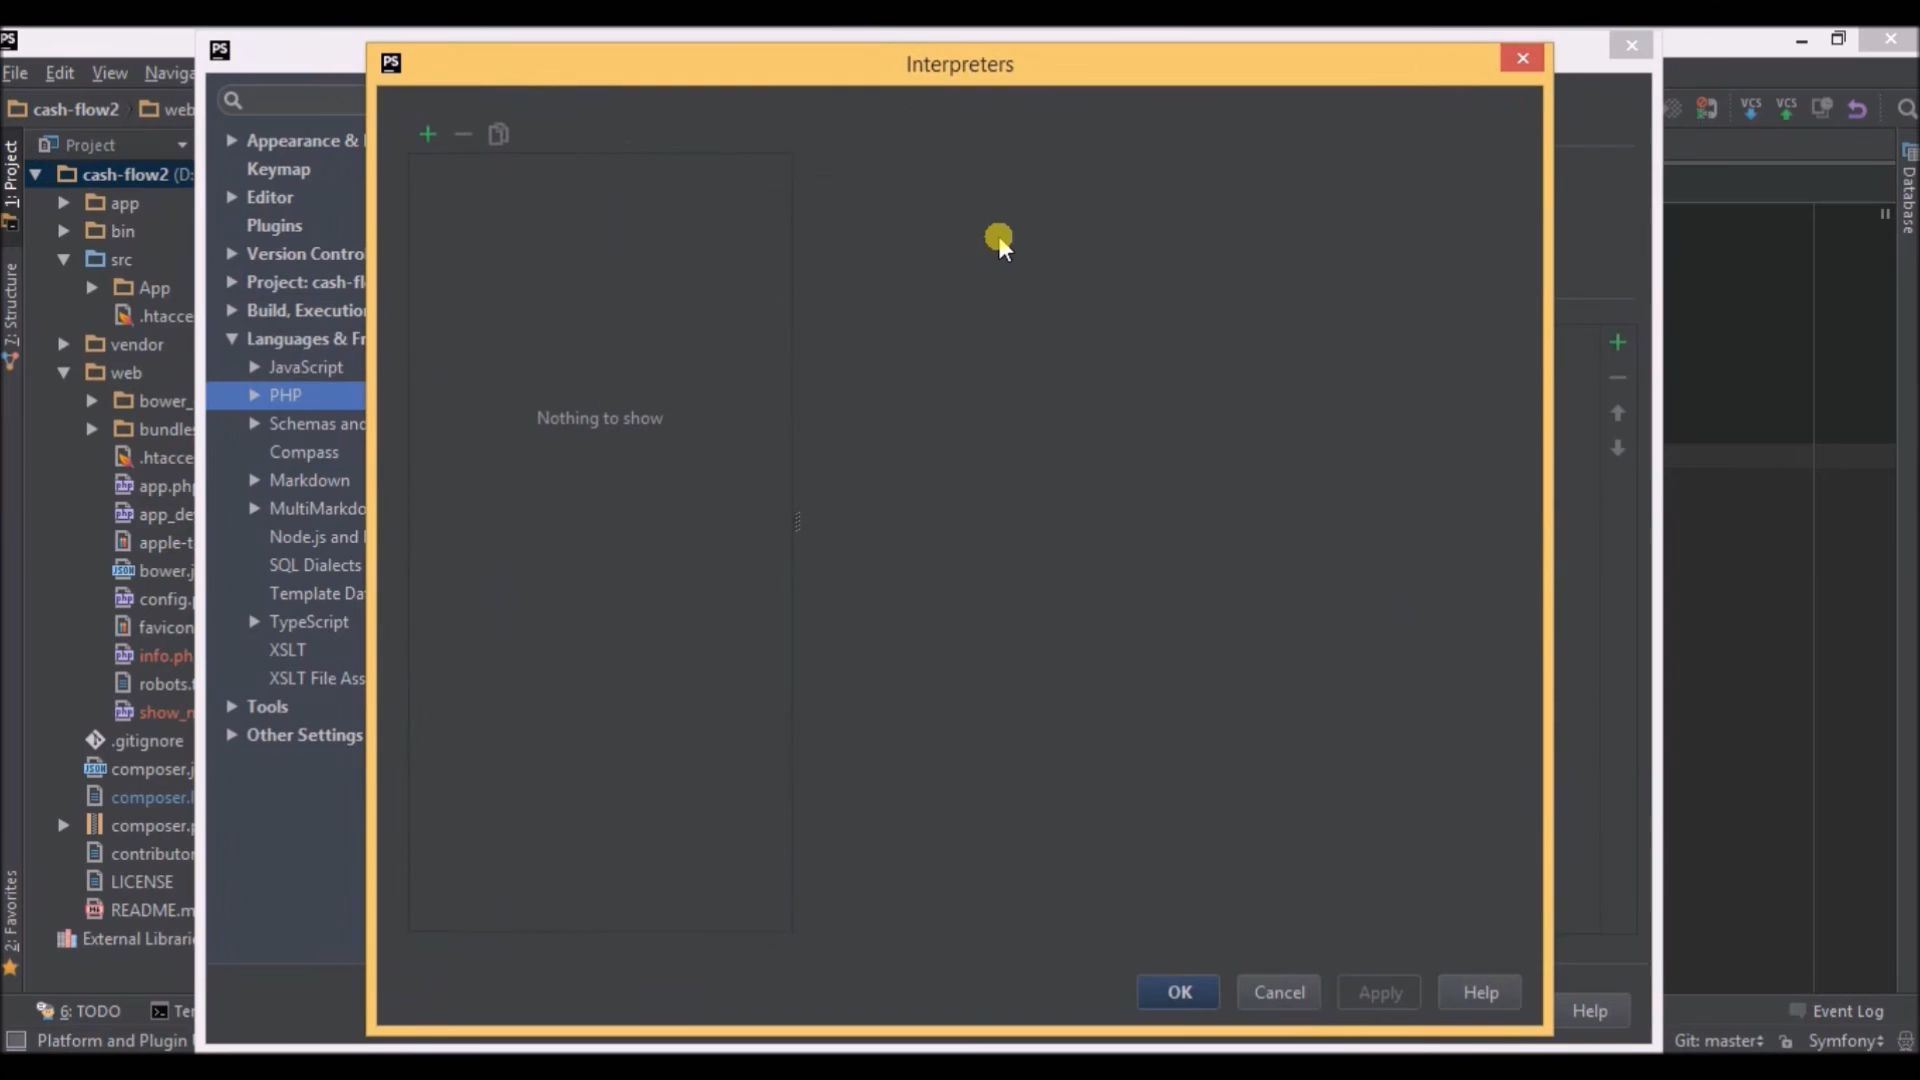 PS
PS
PS
Interpreters
File Edit View Naviga
cash-flow2 web
VCS VCS
Project
1: Project
cash-flow2 (D:
app
bin
src
App
.htacce
vendor
web
bower_
bundles
.htacce
app.php
app_de
apple-t
bower.j
config.
favicon
info.ph
robots.t
show_n
.gitignore
composer.j
composer.l
composer.p
contributor
LICENSE
README.m
External Librari
7: Structure
2: Favorites
Appearance &
Keymap
Editor
Plugins
Version Contro
Project: cash-fl
Build, Execution
Languages & Fr
JavaScript
PHP
Schemas and
Compass
Markdown
MultiMarkdo
Node.js and
SQL Dialects
Template Da
TypeScript
XSLT
XSLT File Ass
Tools
Other Settings
Nothing to show
OK Cancel Apply Help
Help
Database
6: TODO Ter
Event Log
Platform and Plugin
Git: master Symfony